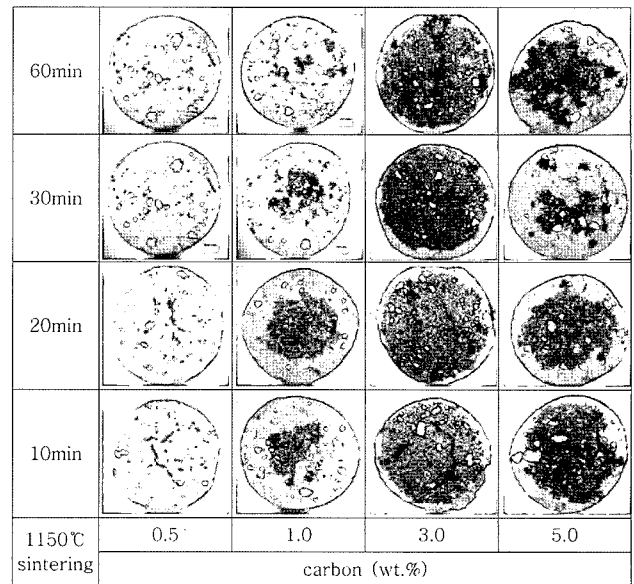 60min
30min
20min
10min
1150℃ sintering
0.5
1.0
3.0
5.0
carbon (wt.%)